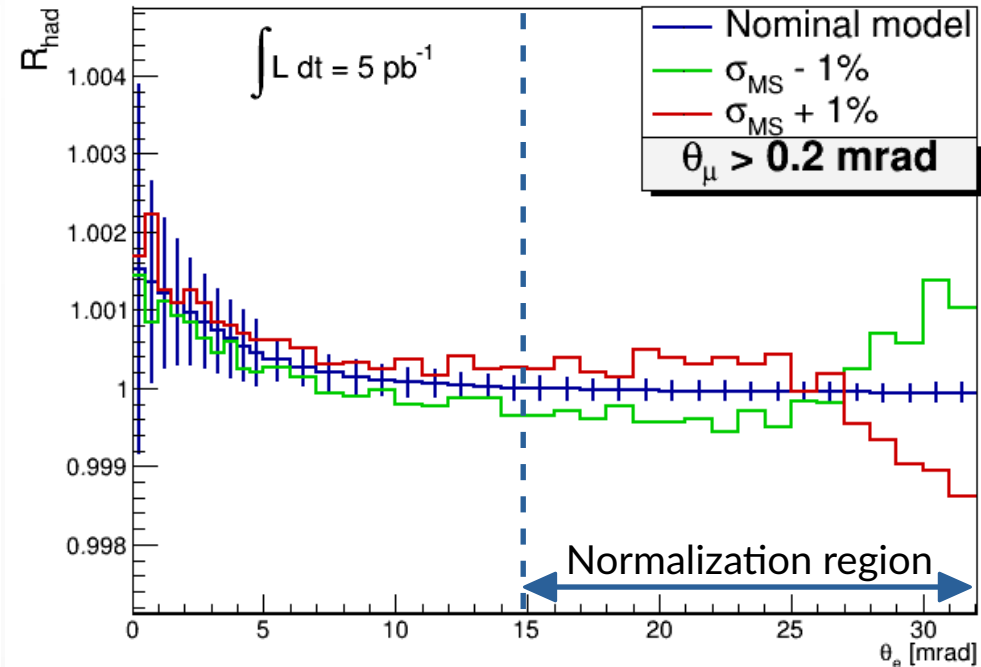 R_had
1.004
1.003
1.002
1.001
1
0.999
0.998
∫L dt = 5 pb⁻¹
Nominal model
σ_MS - 1%
σ_MS + 1%
θ_μ > 0.2 mrad
Normalization region
0 5 10 15 20 25 30
θ_e [mrad]